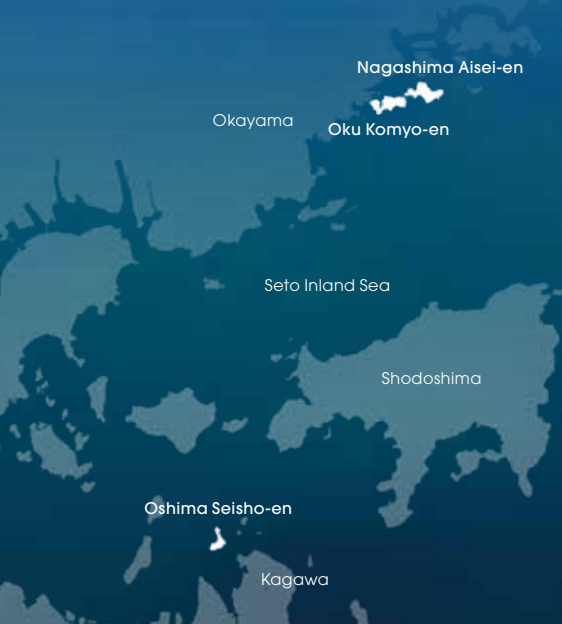 Nagashima Aisei-en
Okayama
Oku Komyo-en
Seto Inland Sea
Shodoshima
Oshima Seisho-en
Kagawa